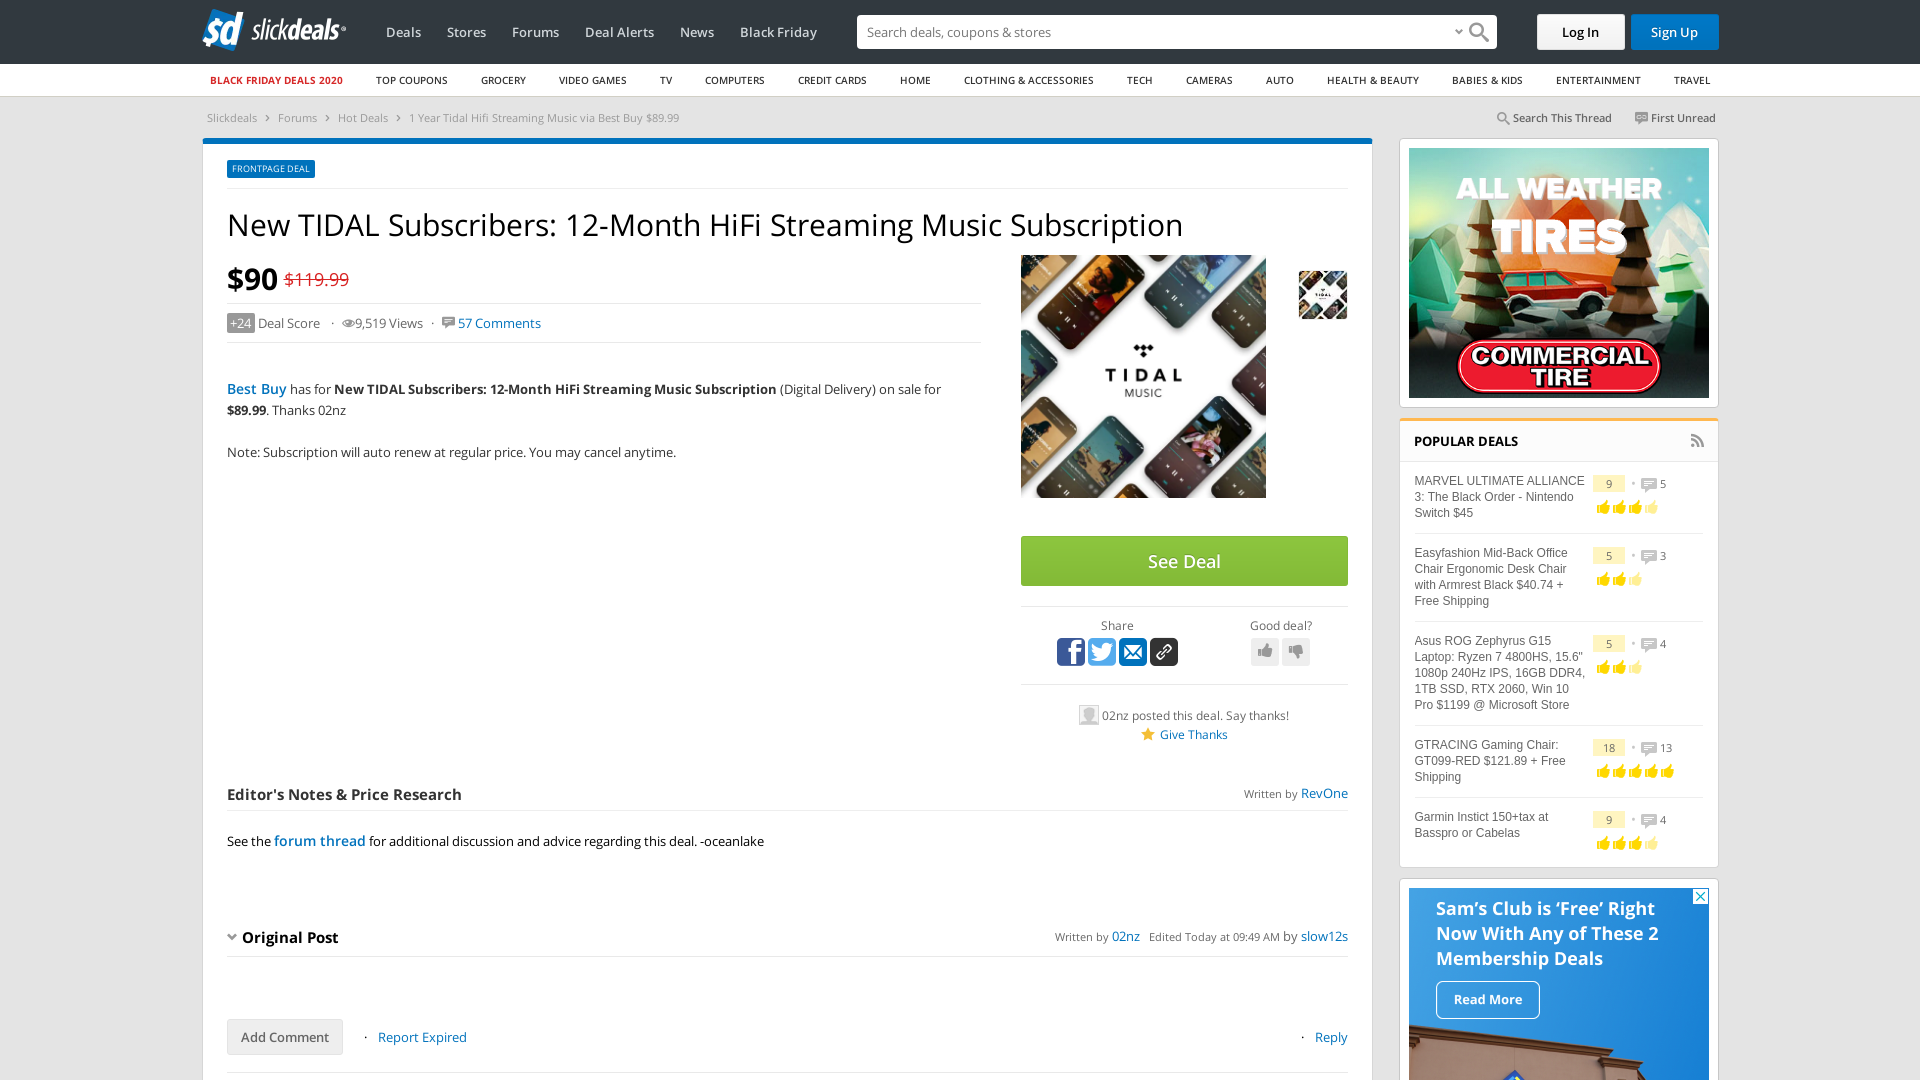 slickdeals
Deals Stores Forums Deal Alerts News Black Friday
Search deals, coupons & shops
Log In
Sign Up
BLACK FRIDAY DEALS 2020 TOP COUPONS GROCERY VIDEO GAMES TV COMPUTERS CREDIT CARDS HOME CLOTHING & ACCESSORIES TECH CAMERAS AUTO HEALTH & BEAUTY BABIES & KIDS ENTERTAINMENT TRAVEL
Slickdeals › Forums › Hot Deals › 1 Year Tidal Hifi Streaming Music via Best Buy $89.99
Search This Thread
First Unread
FRONTPAGE DEAL
New TIDAL Subscribers: 12-Month HiFi Streaming Music Subscription
$90 $119.99
+24 Deal Score · 9,519 Views · 57 Comments
Best Buy has for New TIDAL Subscribers: 12-Month HiFi Streaming Music Subscription (Digital Delivery) on sale for
$89.99. Thanks 02nz
Note: Subscription will auto renew at regular price. You may cancel anytime.
TIDAL
MUSIC
See Deal
Share
Good deal?
02nz posted this deal. Say thanks!
Give Thanks
Editor's Notes & Price Research
Written by RevOne
See the forum thread for additional discussion and advice regarding this deal. -oceanlake
Original Post
Written by 02nz Edited Today at 09:49 AM by slow12s
Add Comment · Report Expired
· Reply
ALL WEATHER
TIRES
COMMERCIAL
TIRE
POPULAR DEALS
MARVEL ULTIMATE ALLIANCE
3: The Black Order - Nintendo
Switch $45
9 • 5
Easyfashion Mid-Back Office
Chair Ergonomic Desk Chair
with Armrest Black $40.74 +
Free Shipping
5 • 3
Asus ROG Zephyrus G15
Laptop: Ryzen 7 4800HS, 15.6"
1080p 240Hz IPS, 16GB DDR4,
1TB SSD, RTX 2060, Win 10
Pro $1199 @ Microsoft Store
5 • 4
GTRACING Gaming Chair:
GT099-RED $121.89 + Free
Shipping
18 • 13
Garmin Instict 150+tax at
Basspro or Cabelas
9 • 4
Sam's Club is ‘Free’ Right
Now With Any of These 2
Membership Deals
Read More